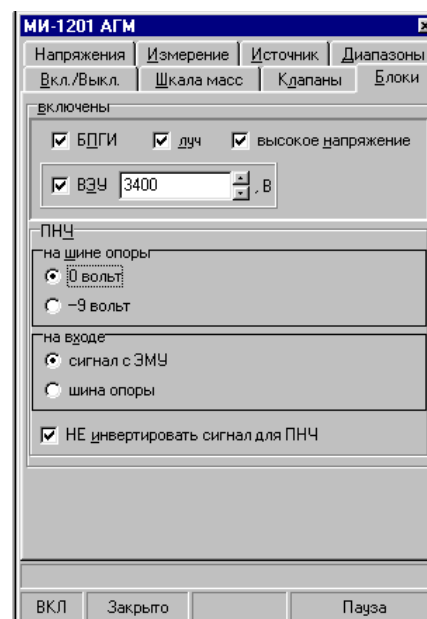 МИ-1201 АГМ
Напряжения Измерение Источник Диапазоны
Вкл./Выкл. Шкала масс Клапаны Блоки
включены
БПГИ луч высокое напряжение
ВЭУ 3400 , В
ПНЧ
на шине опоры
0 вольт
−9 вольт
на входе
сигнал с ЭМУ
шина опоры
НЕ инвертировать сигнал для ПНЧ
ВКЛ Закрыто Пауза